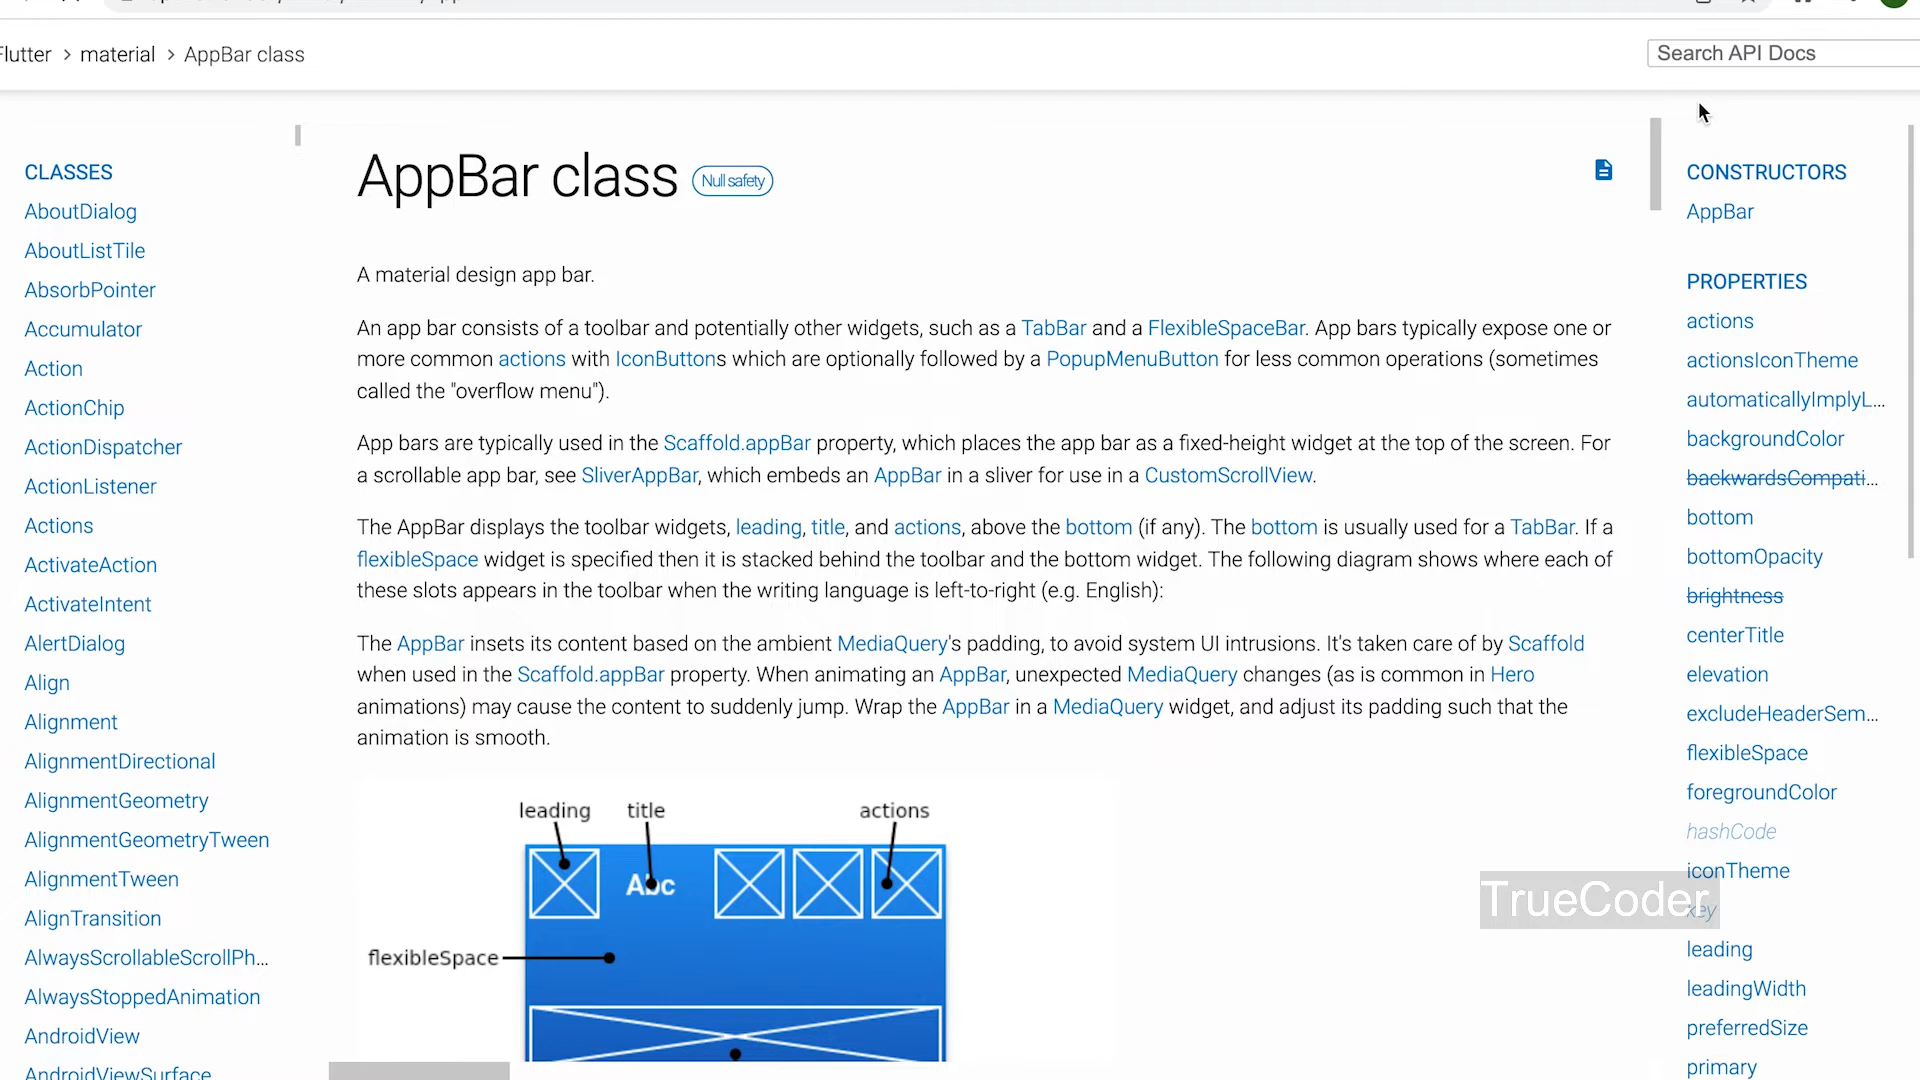 Flutter > material > AppBar class
Search API Docs
CLASSES
AboutDialog
AboutListTile
AbsorbPointer
Accumulator
Action
ActionChip
ActionDispatcher
ActionListener
Actions
ActivateAction
ActivateIntent
AlertDialog
Align
Alignment
AlignmentDirectional
AlignmentGeometry
AlignmentGeometryTween
AlignmentTween
AlignTransition
AlwaysScrollableScrollPh...
AlwaysStoppedAnimation
AndroidView
AndroidViewSurface
AppBar class Null safety
A material design app bar.
An app bar consists of a toolbar and potentially other widgets, such as a TabBar and a FlexibleSpaceBar. App bars typically expose one or
more common actions with IconButtons which are optionally followed by a PopupMenuButton for less common operations (sometimes
called the "overflow menu").
App bars are typically used in the Scaffold.appBar property, which places the app bar as a fixed-height widget at the top of the screen. For
a scrollable app bar, see SliverAppBar, which embeds an AppBar in a sliver for use in a CustomScrollView.
The AppBar displays the toolbar widgets, leading, title, and actions, above the bottom (if any). The bottom is usually used for a TabBar. If a
flexibleSpace widget is specified then it is stacked behind the toolbar and the bottom widget. The following diagram shows where each of
these slots appears in the toolbar when the writing language is left-to-right (e.g. English):
The AppBar insets its content based on the ambient MediaQuery's padding, to avoid system UI intrusions. It's taken care of by Scaffold
when used in the Scaffold.appBar property. When animating an AppBar, unexpected MediaQuery changes (as is common in Hero
animations) may cause the content to suddenly jump. Wrap the AppBar in a MediaQuery widget, and adjust its padding such that the
animation is smooth.
leading title actions
Abc
flexibleSpace
CONSTRUCTORS
AppBar
PROPERTIES
actions
actionsIconTheme
automaticallyImplyL...
backgroundColor
backwardsCompati...
bottom
bottomOpacity
brightness
centerTitle
elevation
excludeHeaderSem...
flexibleSpace
foregroundColor
hashCode
iconTheme
TrueCoder
key
leading
leadingWidth
preferredSize
primary